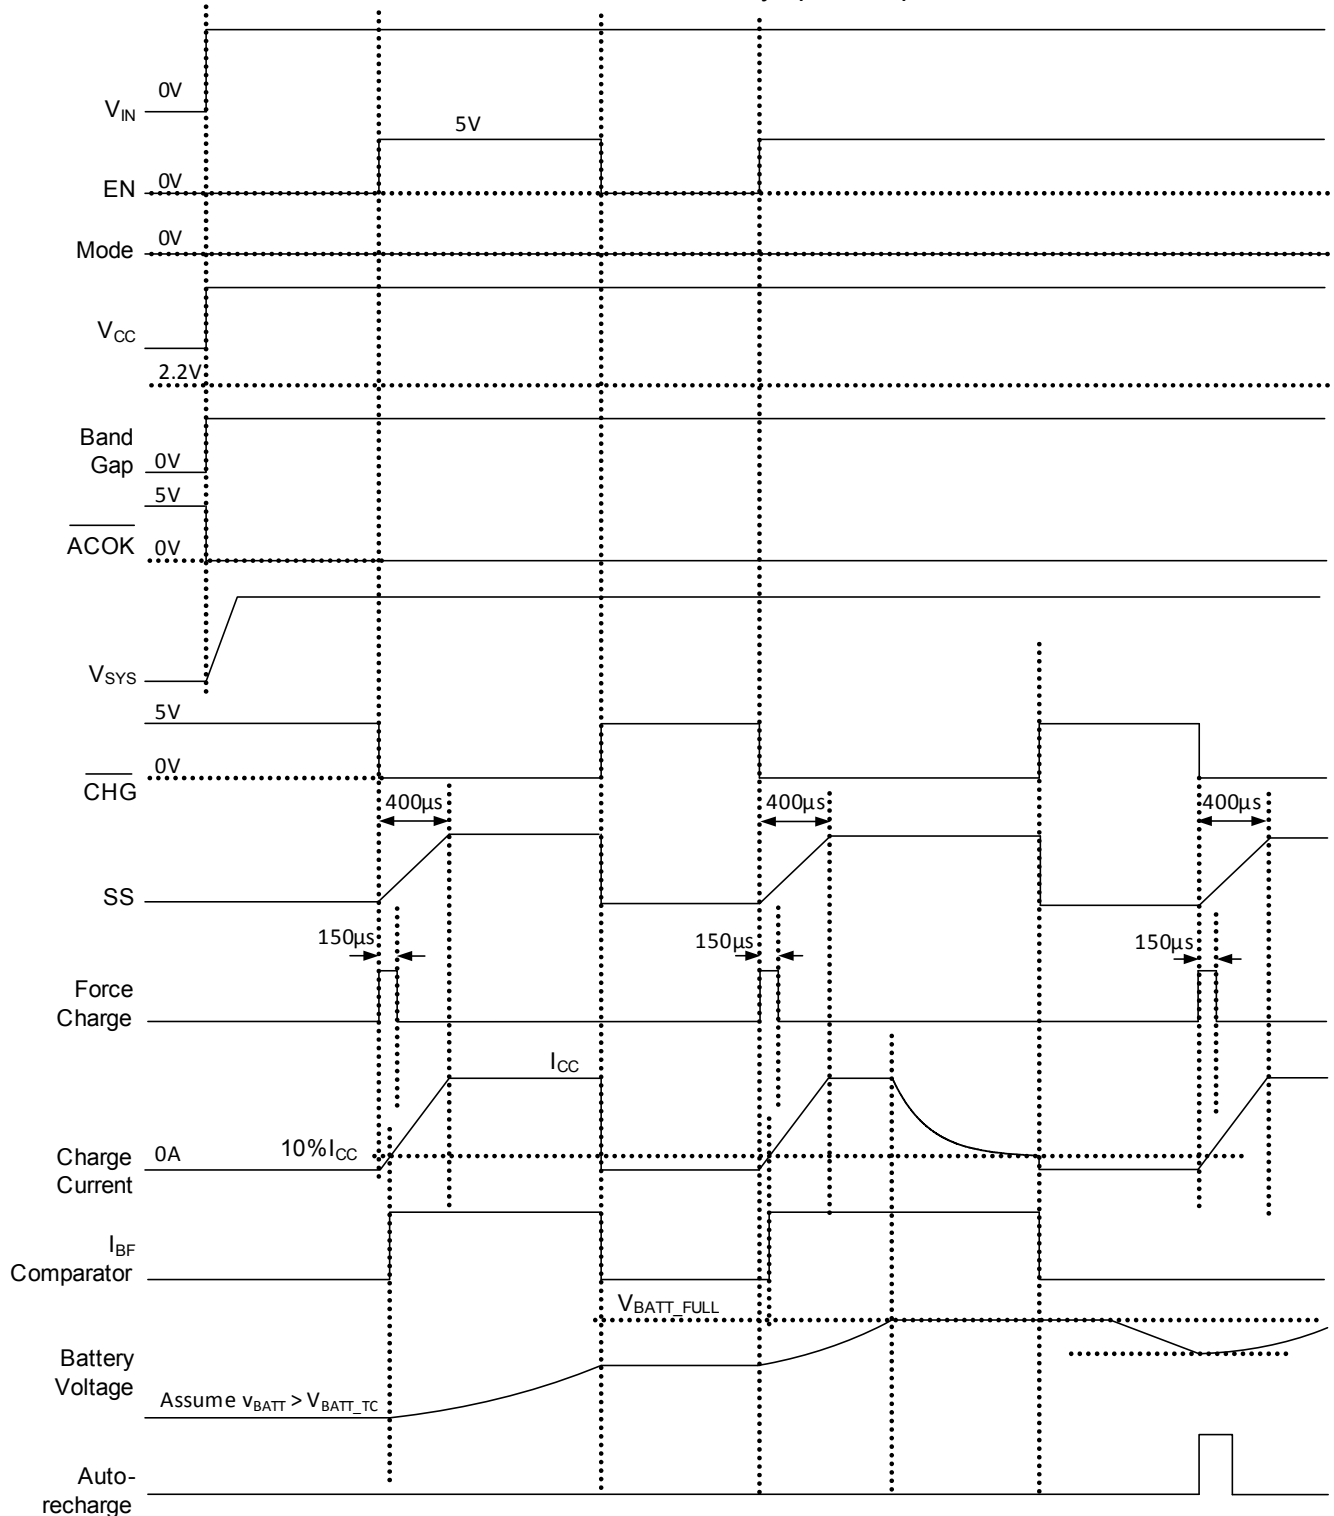 0V
V_IN
5V
EN 0V
Mode 0V
V_CC
2.2V
Band
Gap 0V
5V
ACOK 0V
V_SYS
5V
0V
CHG
400µs 400µs 400µs
SS
150µs 150µs 150µs
Force
Charge
I_CC
Charge 0A 10%I_CC
Current
I_BF
Comparator
V_BATT_FULL
Battery
Voltage
Assume v_BATT > V_BATT_TC
Auto-
recharge